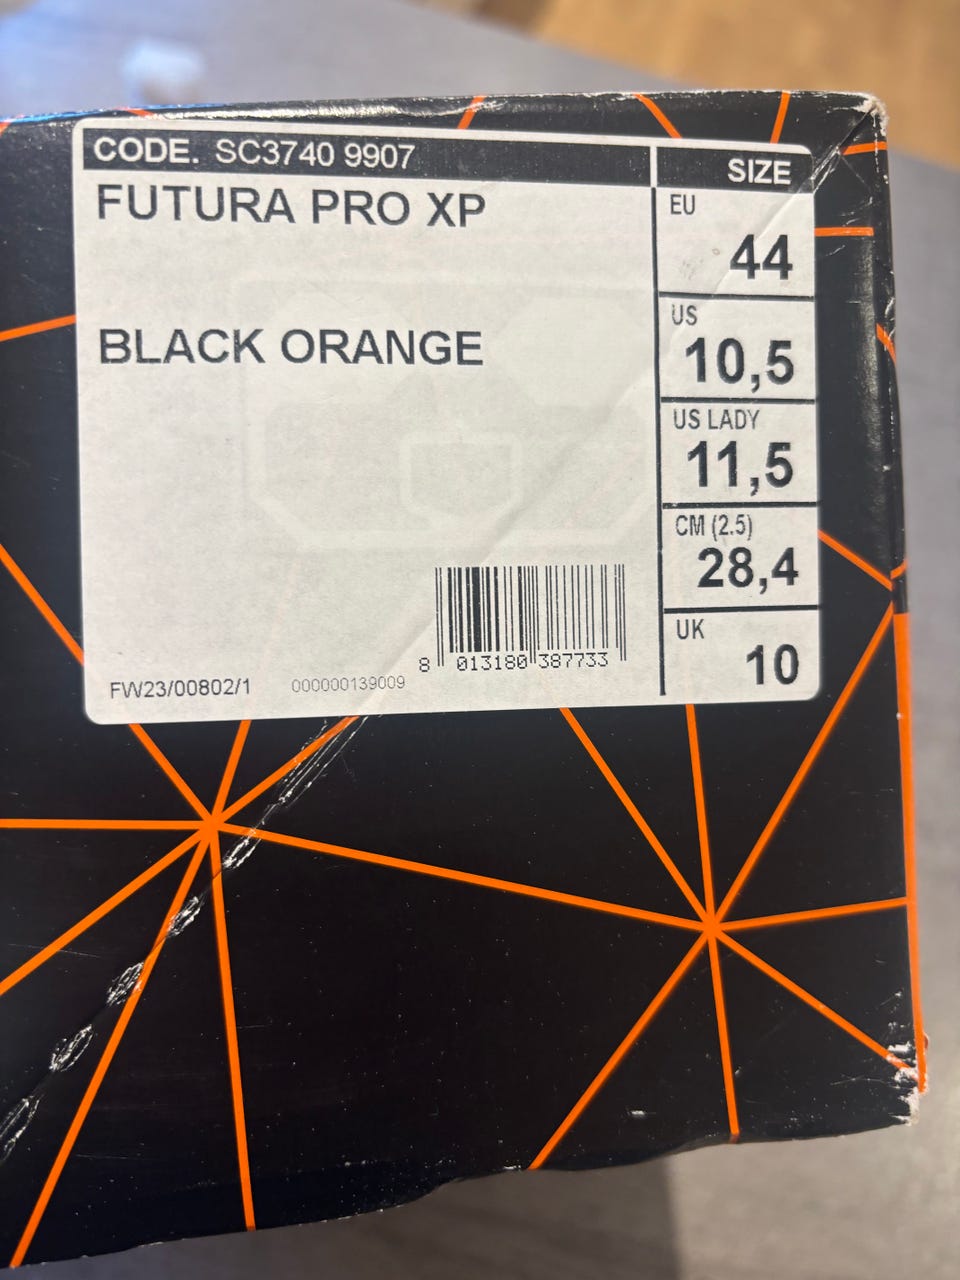 CODE. SC3740 9907
FUTURA PRO XP
BLACK ORANGE
SIZE
EU
44
US
10,5
US LADY
11,5
CM (2.5)
28,4
UK
10
8 013180 387733
FW23/00802/1
000000139009